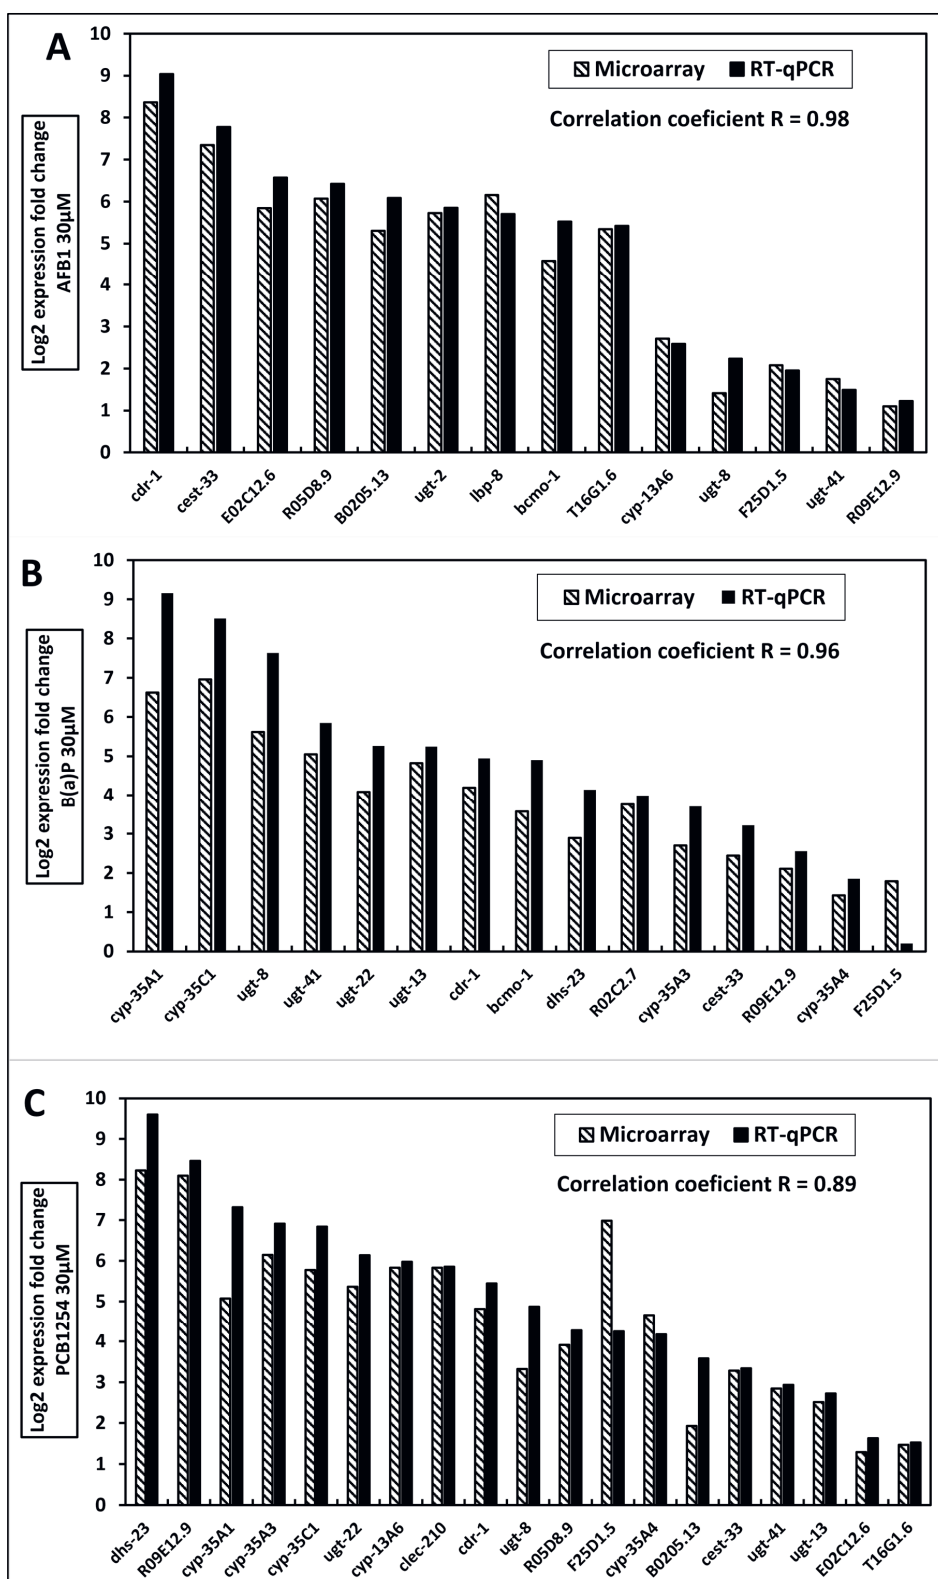 A
10
9
8
7
6
5
4
3
2
1
0
Log2 expression fold change
AFB1 30µM
Microarray RT-qPCR
Correlation coeficient R = 0.98
cdr-1 cest-33 E02C12.6 R05D8.9 B0205.13 ugt-2 lbp-8 bcmo-1 T16G1.6 cyp-13A6 ugt-8 F25D1.5 ugt-41 R09E12.9
B
10
9
8
7
6
5
4
3
2
1
0
Log2 expression fold change
B(a)P 30µM
Microarray RT-qPCR
Correlation coeficient R = 0.96
cyp-35A1 cyp-35C1 ugt-8 ugt-41 ugt-22 ugt-13 cdr-1 bcmo-1 dhs-23 R02C2.7 cyp-35A3 cest-33 R09E12.9 cyp-35A4 F25D1.5
C
10
9
8
7
6
5
4
3
2
1
0
Log2 expression fold change
PCB1254 30µM
Microarray RT-qPCR
Correlation coeficient R = 0.89
dhs-23 R09E12.9 cyp-35A1 cyp-35A3 cyp-35C1 ugt-22 cyp-13A6 clec-210 cdr-1 ugt-8 R05D8.9 F25D1.5 cyp-35A4 B0205.13 cest-33 ugt-41 ugt-13 E02C12.6 T16G1.6